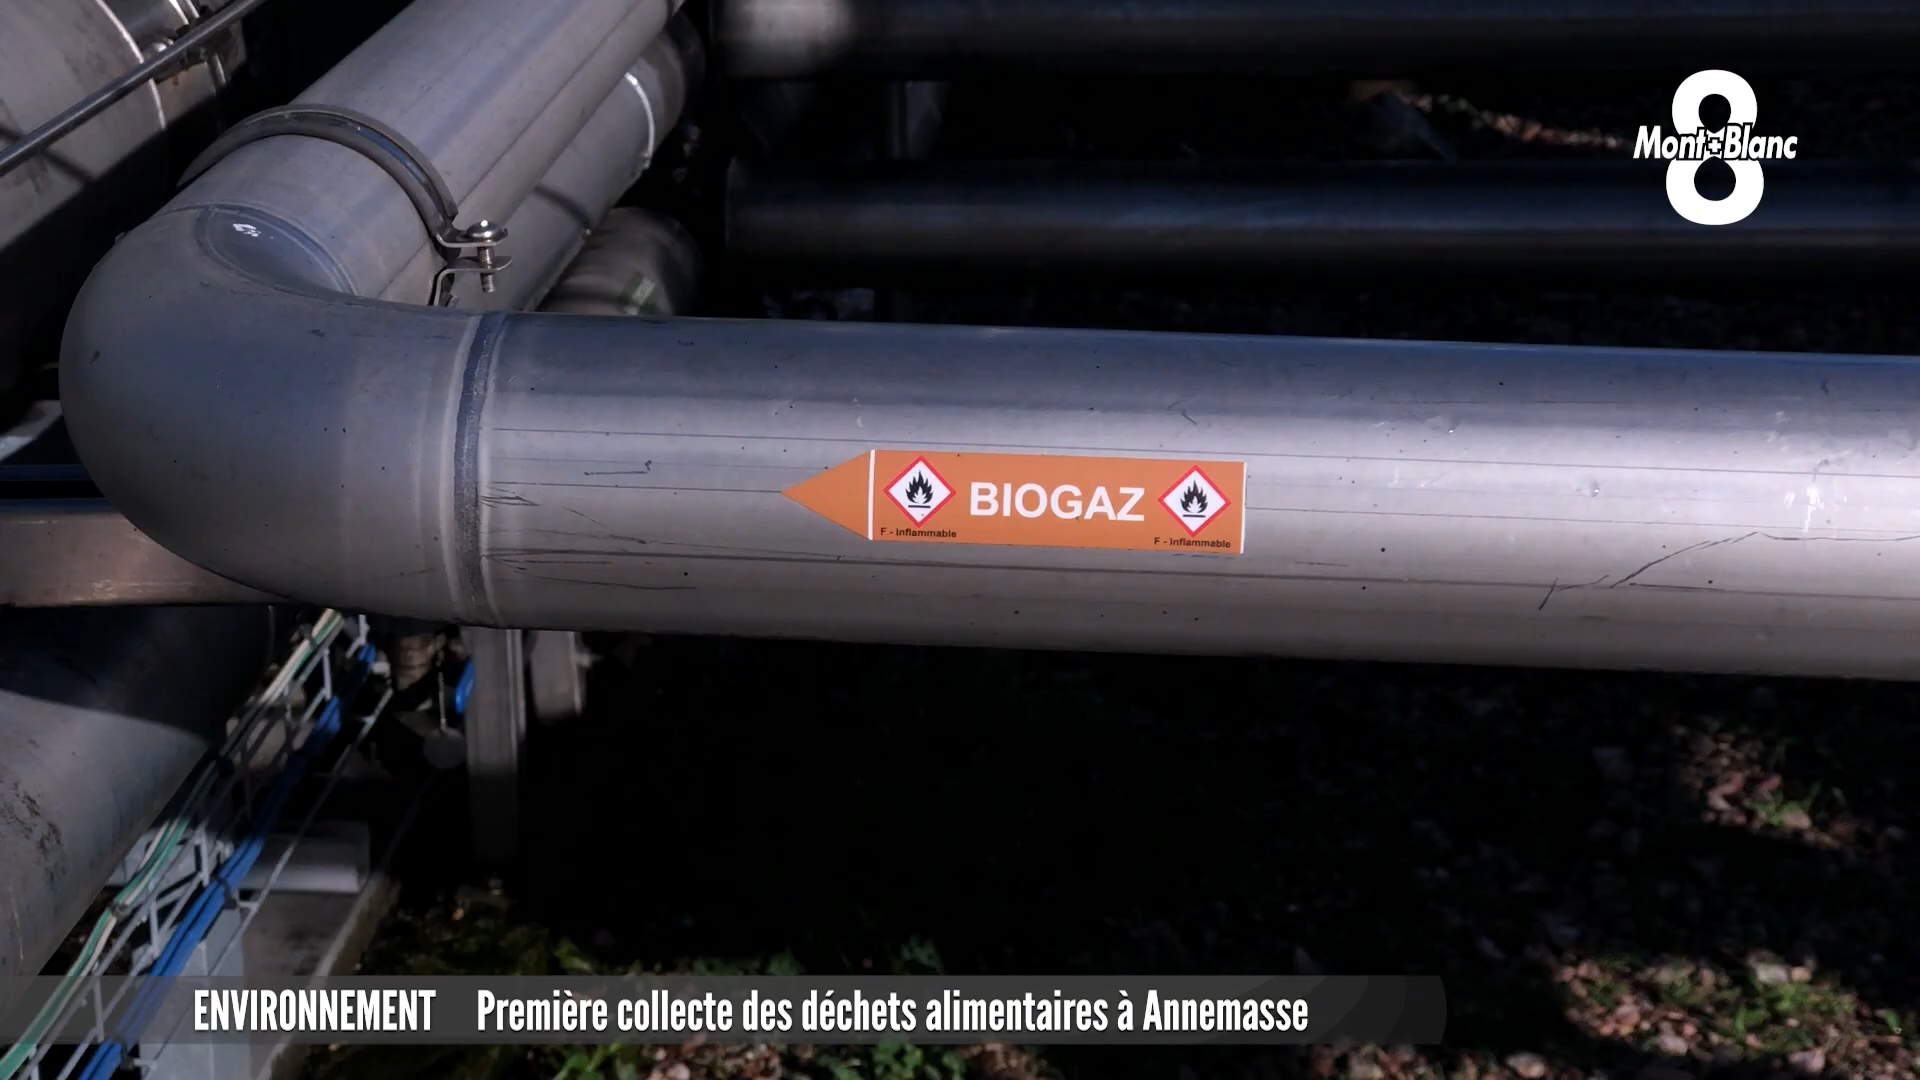 8
Mont Blanc
BIOGAZ
F - Inflammable
F - Inflammable
ENVIRONNEMENT Première collecte des déchets alimentaires à Annemasse